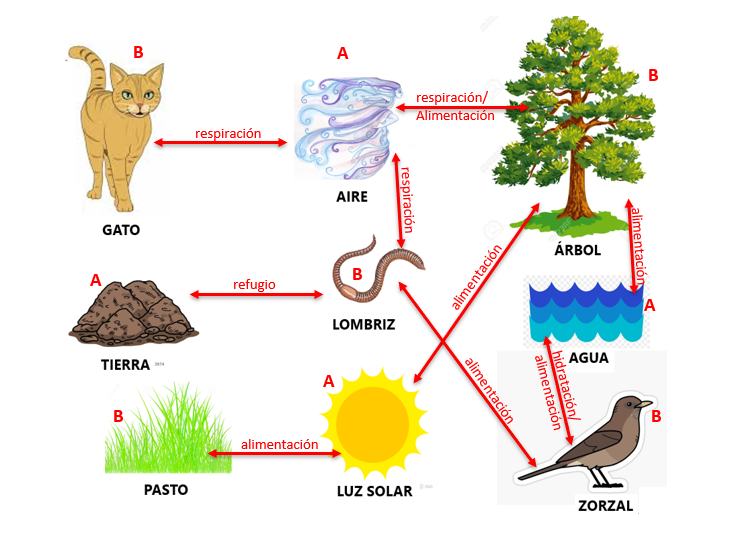 B
A
B
respiración/
Alimentación
respiración
AIRE
GATO
respiración
ÁRBOL
alimentación
alimentación
A
refugio
B
LOMBRIZ
TIERRA
A
AGUA
hidratación/
alimentación
alimentación
B
A
B
alimentación
PASTO
LUZ SOLAR
ZORZAL